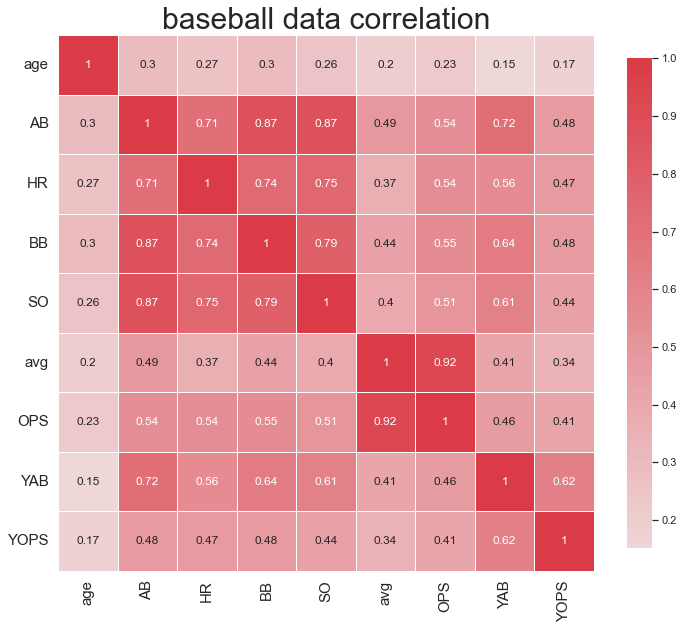 baseball data correlation
age 1 0.3 0.27 0.3 0.26 0.2 0.23 0.15 0.17
AB 0.3 1 0.71 0.87 0.87 0.49 0.54 0.72 0.48
HR 0.27 0.71 1 0.74 0.75 0.37 0.54 0.56 0.47
BB 0.3 0.87 0.74 1 0.79 0.44 0.55 0.64 0.48
SO 0.26 0.87 0.75 0.79 1 0.4 0.51 0.61 0.44
avg 0.2 0.49 0.37 0.44 0.4 1 0.92 0.41 0.34
OPS 0.23 0.54 0.54 0.55 0.51 0.92 1 0.46 0.41
YAB 0.15 0.72 0.56 0.64 0.61 0.41 0.46 1 0.62
YOPS 0.17 0.48 0.47 0.48 0.44 0.34 0.41 0.62 1
age AB HR BB SO avg OPS YAB YOPS
1.0
0.9
0.8
0.7
0.6
0.5
0.4
0.3
0.2